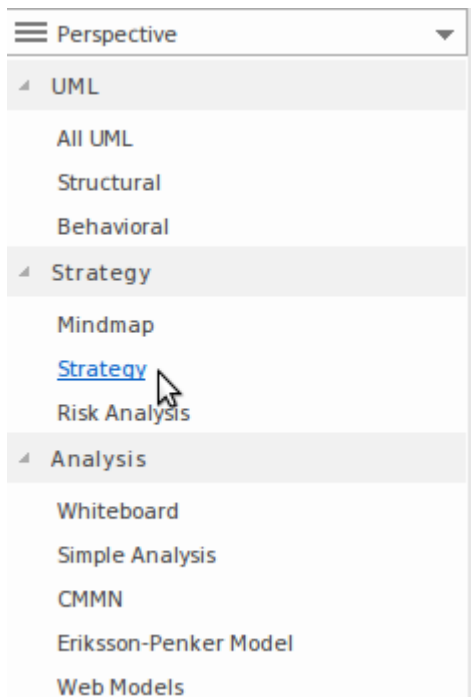 Perspective
UML
All UML
Structural
Behavioral
Strategy
Mindmap
Strategy
Risk Analysis
Analysis
Whiteboard
Simple Analysis
CMMN
Eriksson-Penker Model
Web Models